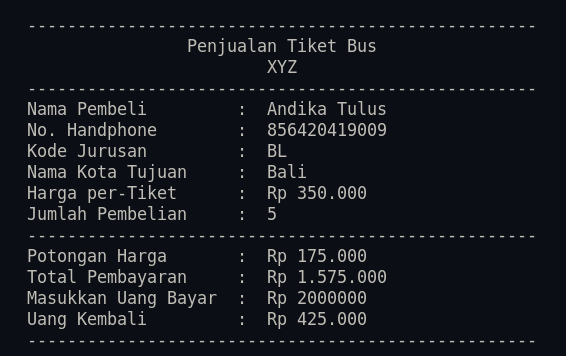 ---------------------------------------------------
Penjualan Tiket Bus
XYZ
---------------------------------------------------
Nama Pembeli         :  Andika Tulus
No. Handphone        :  856420419009
Kode Jurusan         :  BL
Nama Kota Tujuan     :  Bali
Harga per-Tiket      :  Rp 350.000
Jumlah Pembelian     :  5
---------------------------------------------------
Potongan Harga       :  Rp 175.000
Total Pembayaran     :  Rp 1.575.000
Masukkan Uang Bayar  :  Rp 2000000
Uang Kembali         :  Rp 425.000
---------------------------------------------------